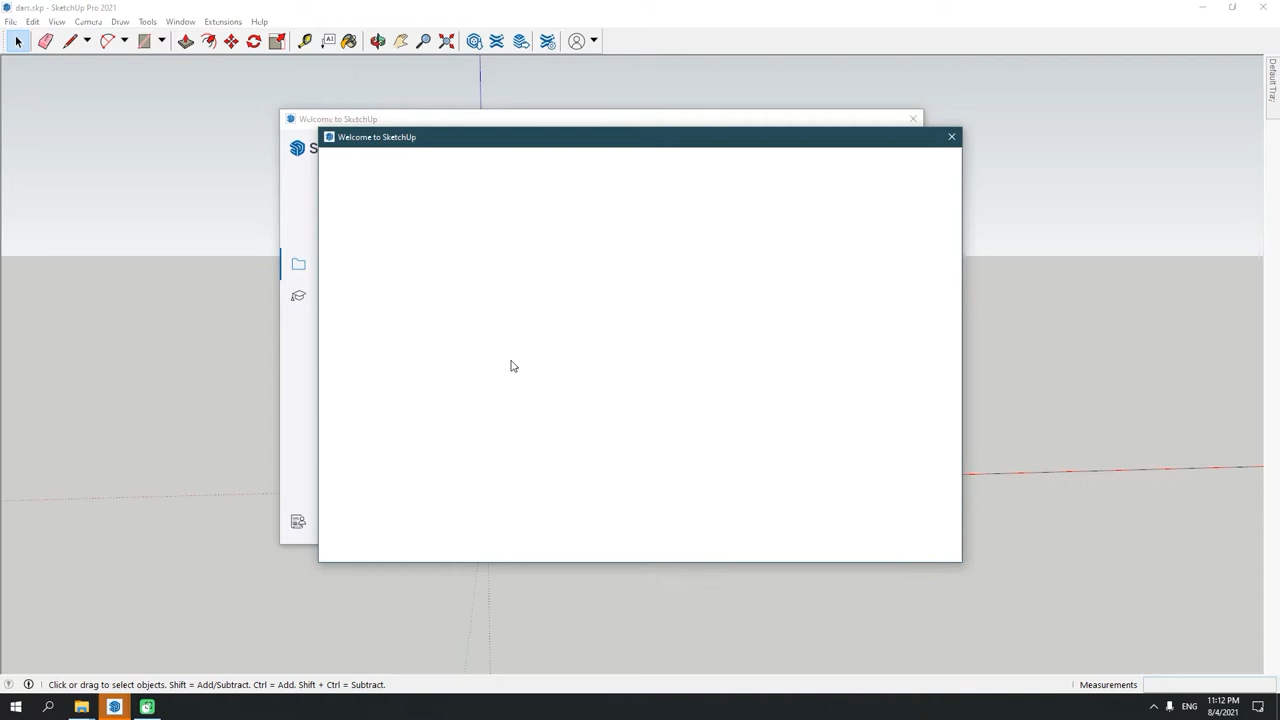 dars.skp - SketchUp Pro 2021
File Edit View Camera Draw Tools Window Extensions Help
Default Tray
Welcome to SketchUp
Welcome to SketchUp
S
Click or drag to select objects. Shift = Add/Subtract. Ctrl = Add. Shift + Ctrl = Subtract.
Measurements
ENG
11:12 PM
8/4/2021